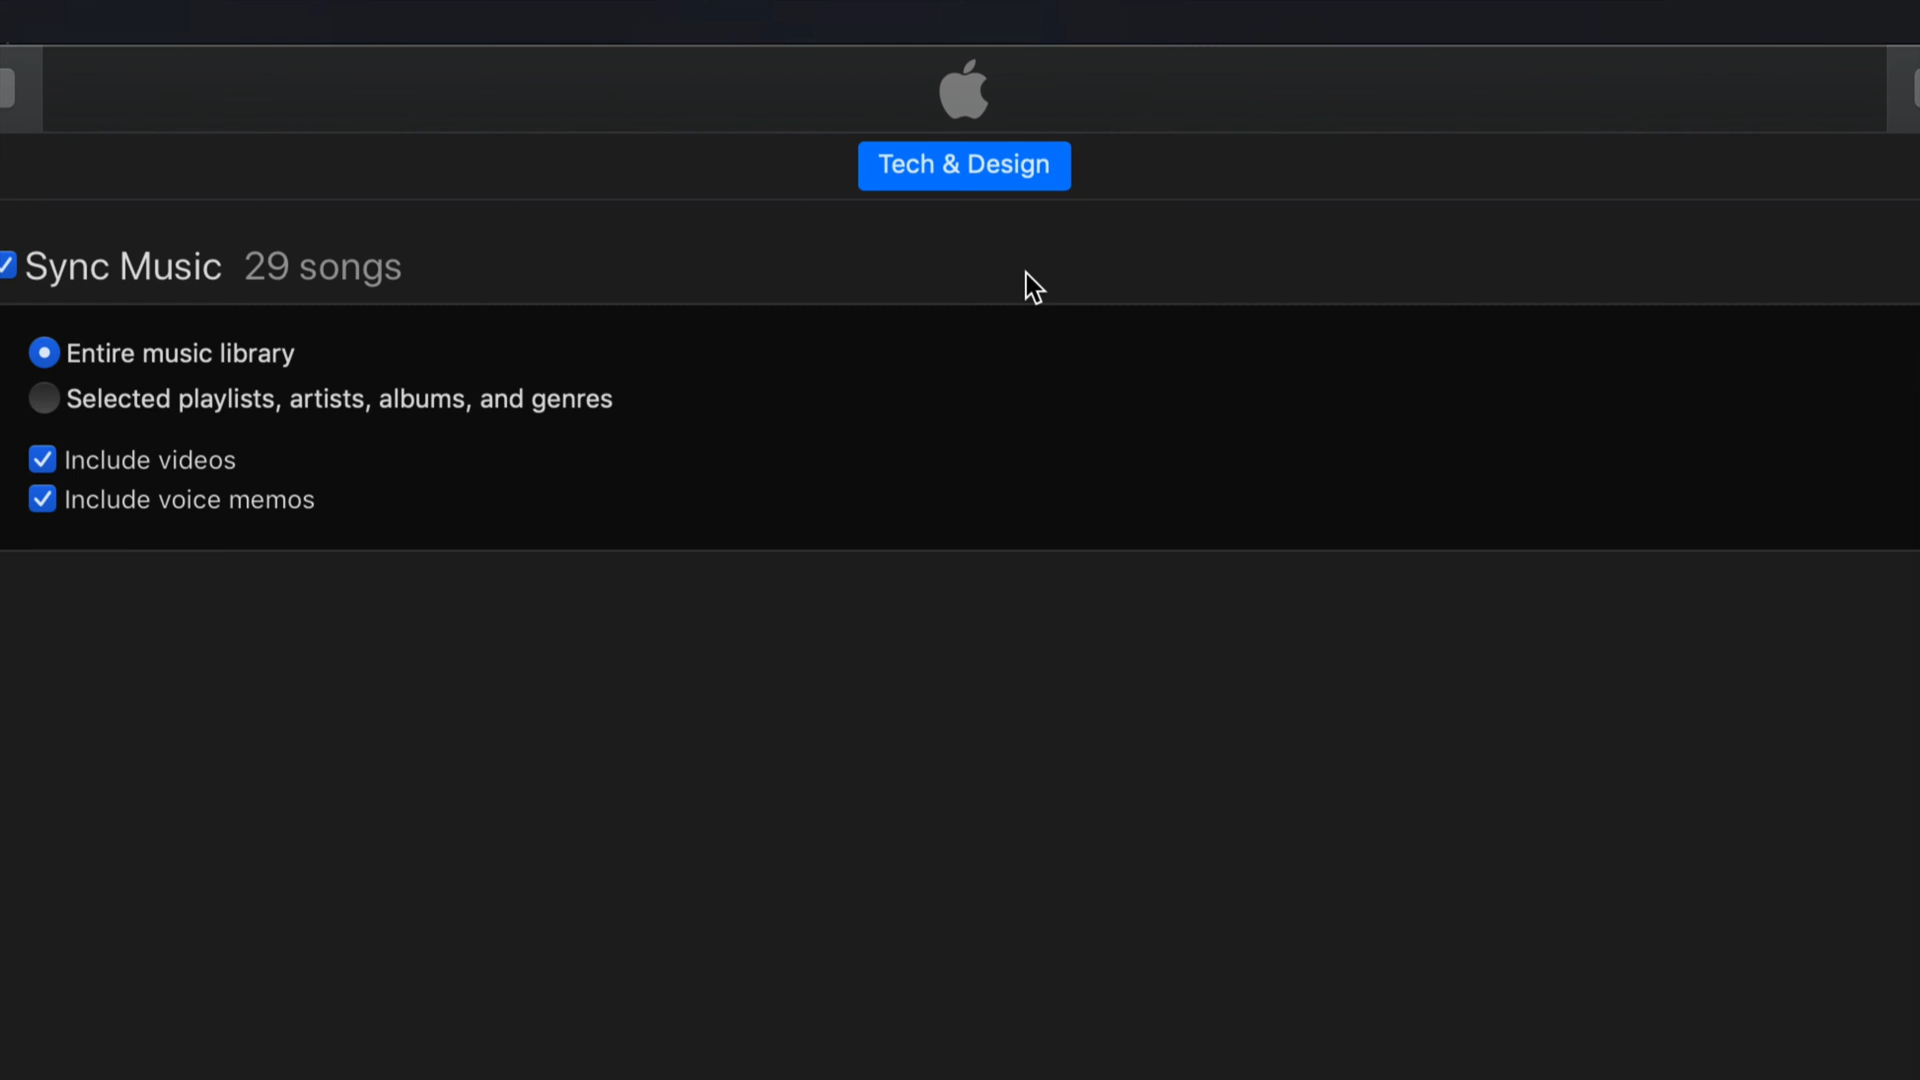 Tech & Design
Sync Music 29 songs
Entire music library
Selected playlists, artists, albums, and genres
Include videos
Include voice memos